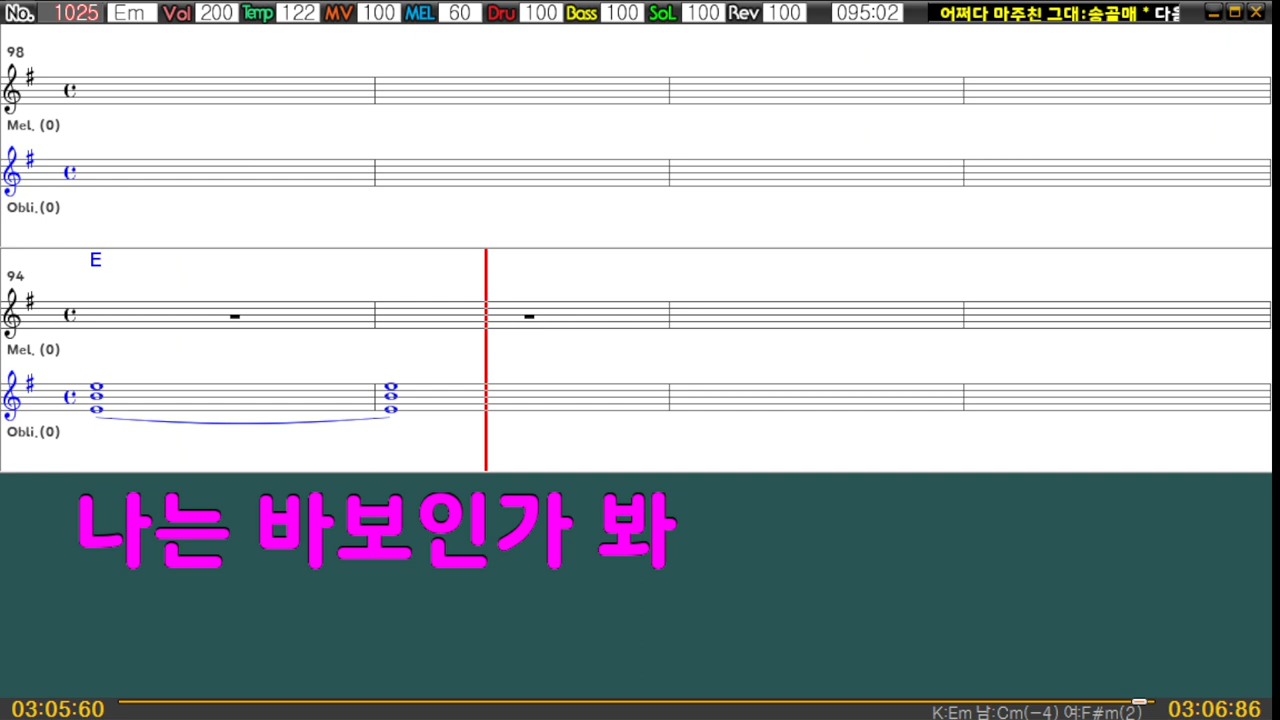 No. 1025 Em Vol 200 Temp 122 MV 100 MEL 60 Dru 100 Bass 100 SoL 100 Rev 100 095:02 어쩌다 마주친 그대:송골매 *
98
Mel. (0)
Obli.(0)
E
94
Mel. (0)
Obli.(0)
나는 바보인가 봐
03:05:60 K:Em 남:Cm(-4) 여:F#m(2) 03:06:86